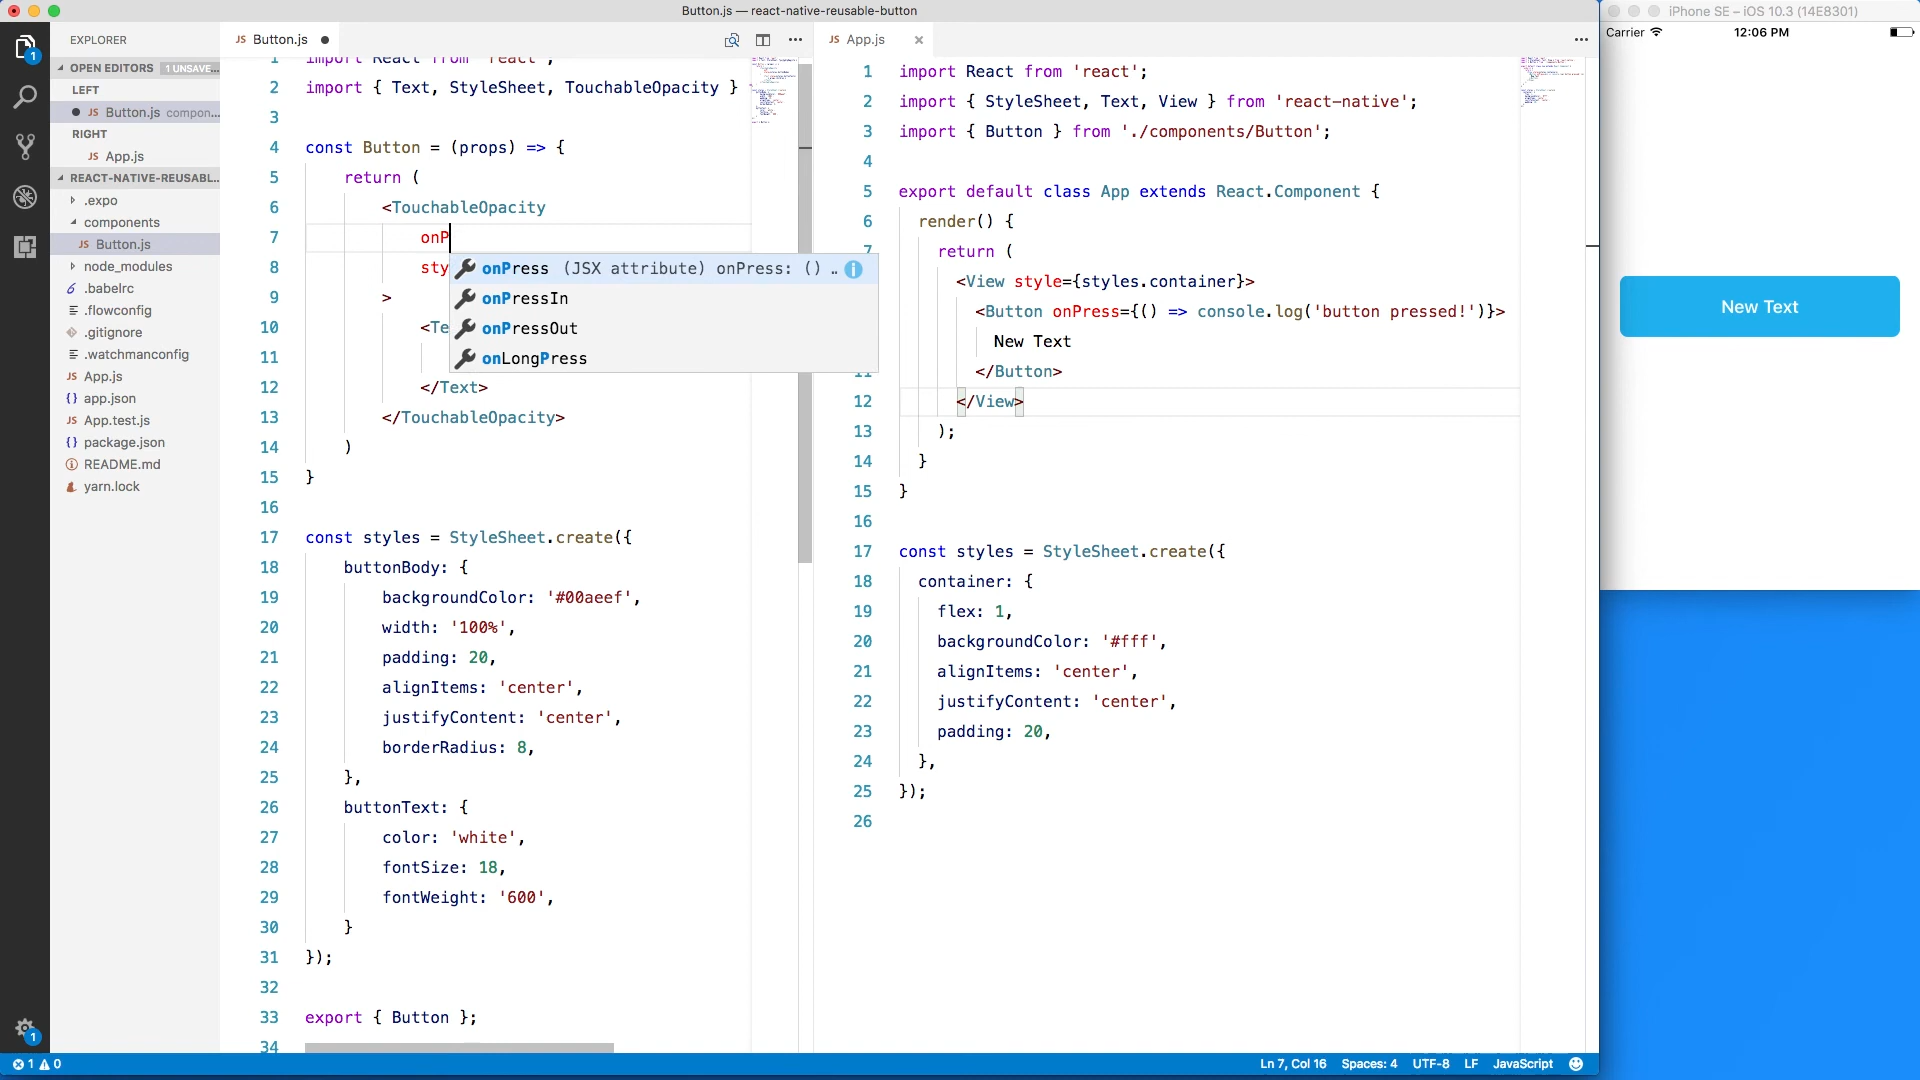 Button.js — react-native-reusable-button
iPhone SE – iOS 10.3 (14E8301)
Carrier
12:06 PM
New Text
1
EXPLORER
OPEN EDITORS
1 UNSAVE...
LEFT
Button.js compon...
RIGHT
JS App.js
REACT-NATIVE-REUSABL...
.expo
components
JS Button.js
node_modules
.babelrc
.flowconfig
.gitignore
.watchmanconfig
JS App.js
{} app.json
JS App.test.js
{} package.json
README.md
yarn.lock
1
JS Button.js
1 import React from 'react';
2 import { Text, StyleSheet, TouchableOpacity }
3
4 const Button = (props) => {
5 return (
6 <TouchableOpacity
7 onP
8 sty
9 >
10 <Te
11
12 </Text>
13 </TouchableOpacity>
14 )
15 }
16
17 const styles = StyleSheet.create({
18 buttonBody: {
19 backgroundColor: '#00aeef',
20 width: '100%',
21 padding: 20,
22 alignItems: 'center',
23 justifyContent: 'center',
24 borderRadius: 8,
25 },
26 buttonText: {
27 color: 'white',
28 fontSize: 18,
29 fontWeight: '600',
30 }
31 });
32
33 export { Button };
34
onPress (JSX attribute) onPress: () ..
onPressIn
onPressOut
onLongPress
JS App.js
1 import React from 'react';
2 import { StyleSheet, Text, View } from 'react-native';
3 import { Button } from './components/Button';
4
5 export default class App extends React.Component {
6 render() {
7 return (
<View style={styles.container}>
<Button onPress={() => console.log('button pressed!')}>
New Text
11 </Button>
12 </View>
13 );
14 }
15 }
16
17 const styles = StyleSheet.create({
18 container: {
19 flex: 1,
20 backgroundColor: '#fff',
21 alignItems: 'center',
22 justifyContent: 'center',
23 padding: 20,
24 },
25 });
26
1 0
Ln 7, Col 16 Spaces: 4 UTF-8 LF JavaScript